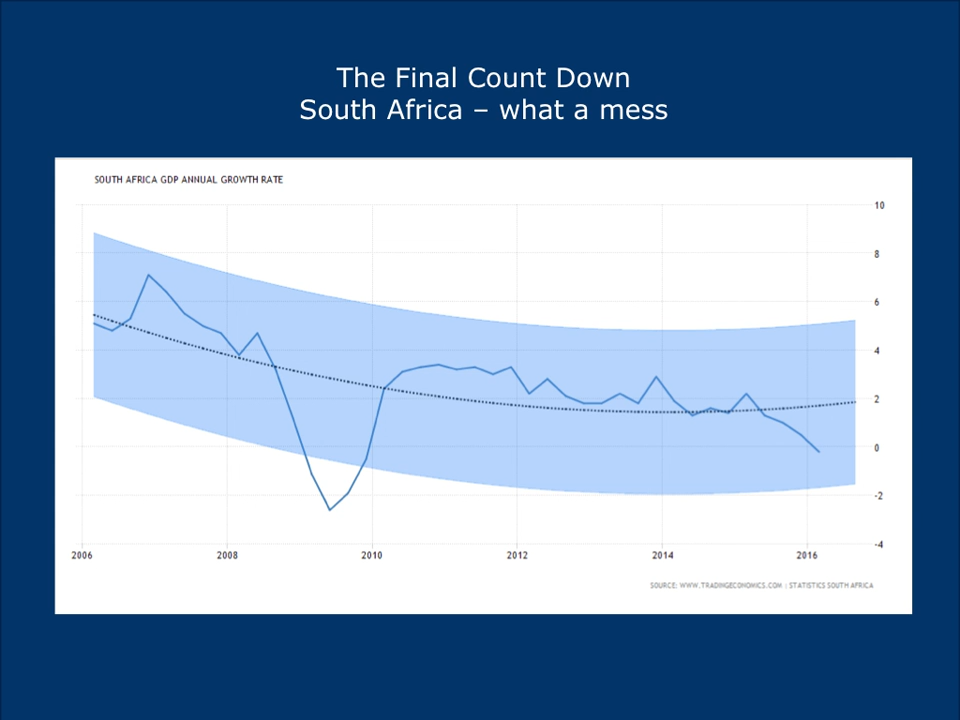 The Final Count Down
South Africa – what a mess
SOUTH AFRICA GDP ANNUAL GROWTH RATE
10
8
6
4
2
0
-2
-4
2006 2008 2010 2012 2014 2016
SOURCE: WWW.TRADINGECONOMICS.COM | STATISTICS SOUTH AFRICA